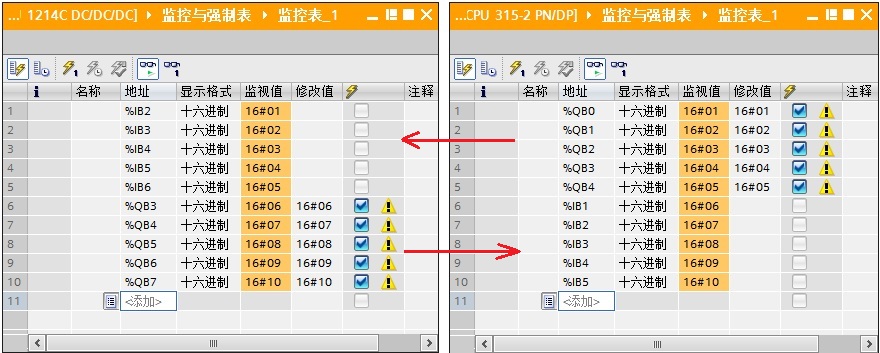 ... 1214C DC/DC/DC] ▸ 监控与强制表 ▸ 监控表_1
i 名称 地址 显示格式 监视值 修改值 注释
1 %IB2 十六进制 16#01
2 %IB3 十六进制 16#02
3 %IB4 十六进制 16#03
4 %IB5 十六进制 16#04
5 %IB6 十六进制 16#05
6 %QB3 十六进制 16#06 16#06
7 %QB4 十六进制 16#07 16#07
8 %QB5 十六进制 16#08 16#08
9 %QB6 十六进制 16#09 16#09
10 %QB7 十六进制 16#10 16#10
11 <添加>
...CPU 315-2 PN/DP] ▸ 监控与强制表 ▸ 监控表_1
i 名称 地址 显示格式 监视值 修改值 注释
1 %QB0 十六进制 16#01 16#01
2 %QB1 十六进制 16#02 16#02
3 %QB2 十六进制 16#03 16#03
4 %QB3 十六进制 16#04 16#04
5 %QB4 十六进制 16#05 16#05
6 %IB1 十六进制 16#06
7 %IB2 十六进制 16#07
8 %IB3 十六进制 16#08
9 %IB4 十六进制 16#09
10 %IB5 十六进制 16#10
11 <添加>